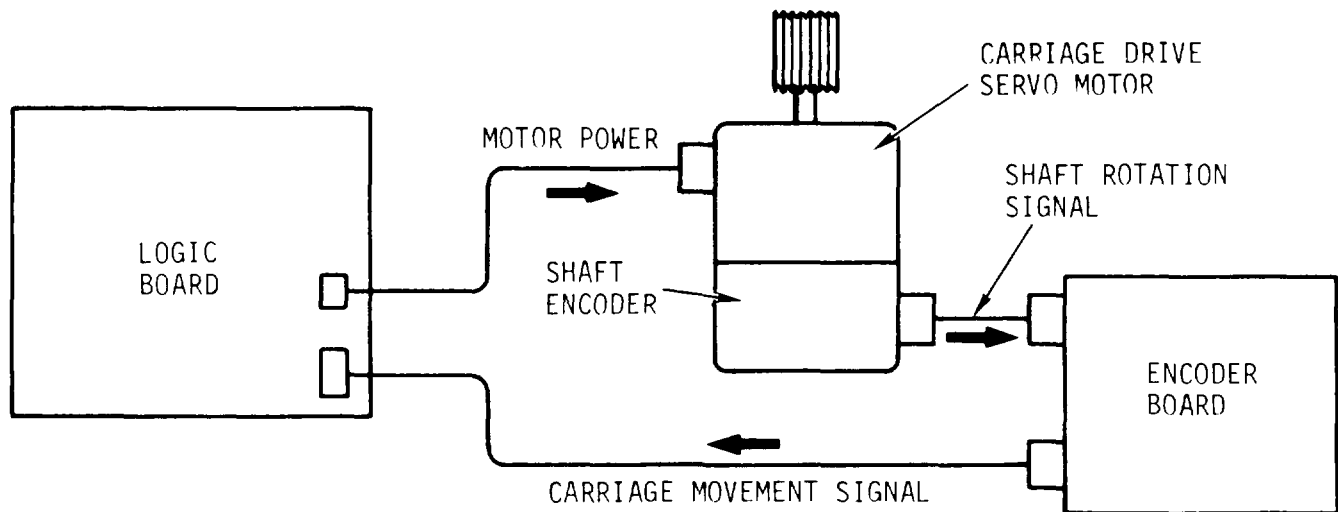 CARRIAGE DRIVE
SERVO MOTOR
MOTOR POWER
SHAFT ROTATION
SIGNAL
LOGIC
BOARD
SHAFT
ENCODER
ENCODER
BOARD
CARRIAGE MOVEMENT SIGNAL